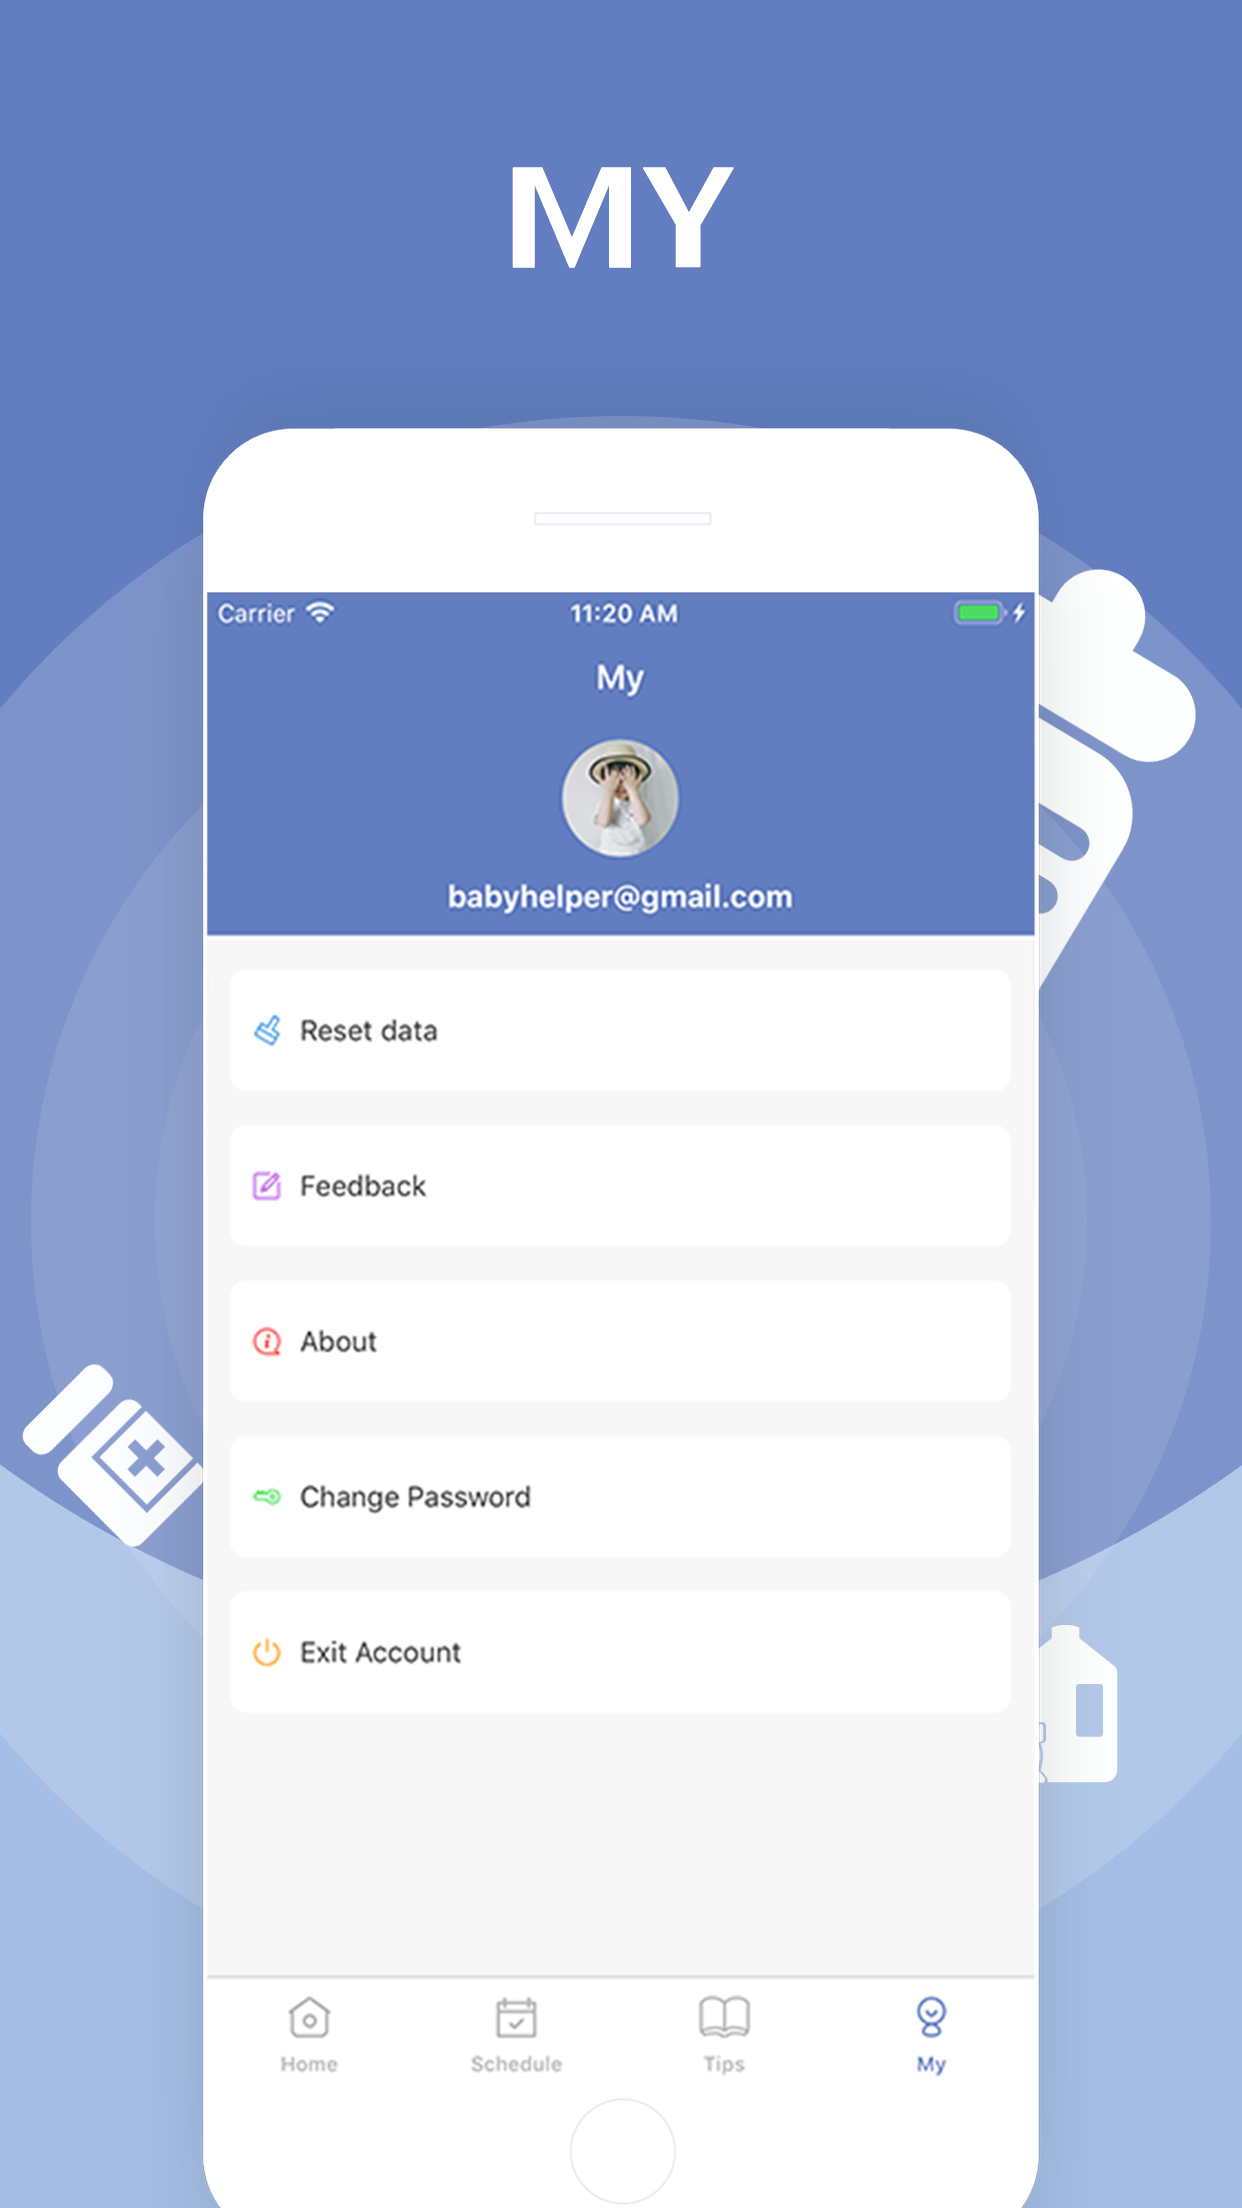 MY
Carrier 11:20 AM
My
babyhelper@gmail.com
Reset data
Feedback
About
Change Password
Exit Account
Home Schedule Tips My